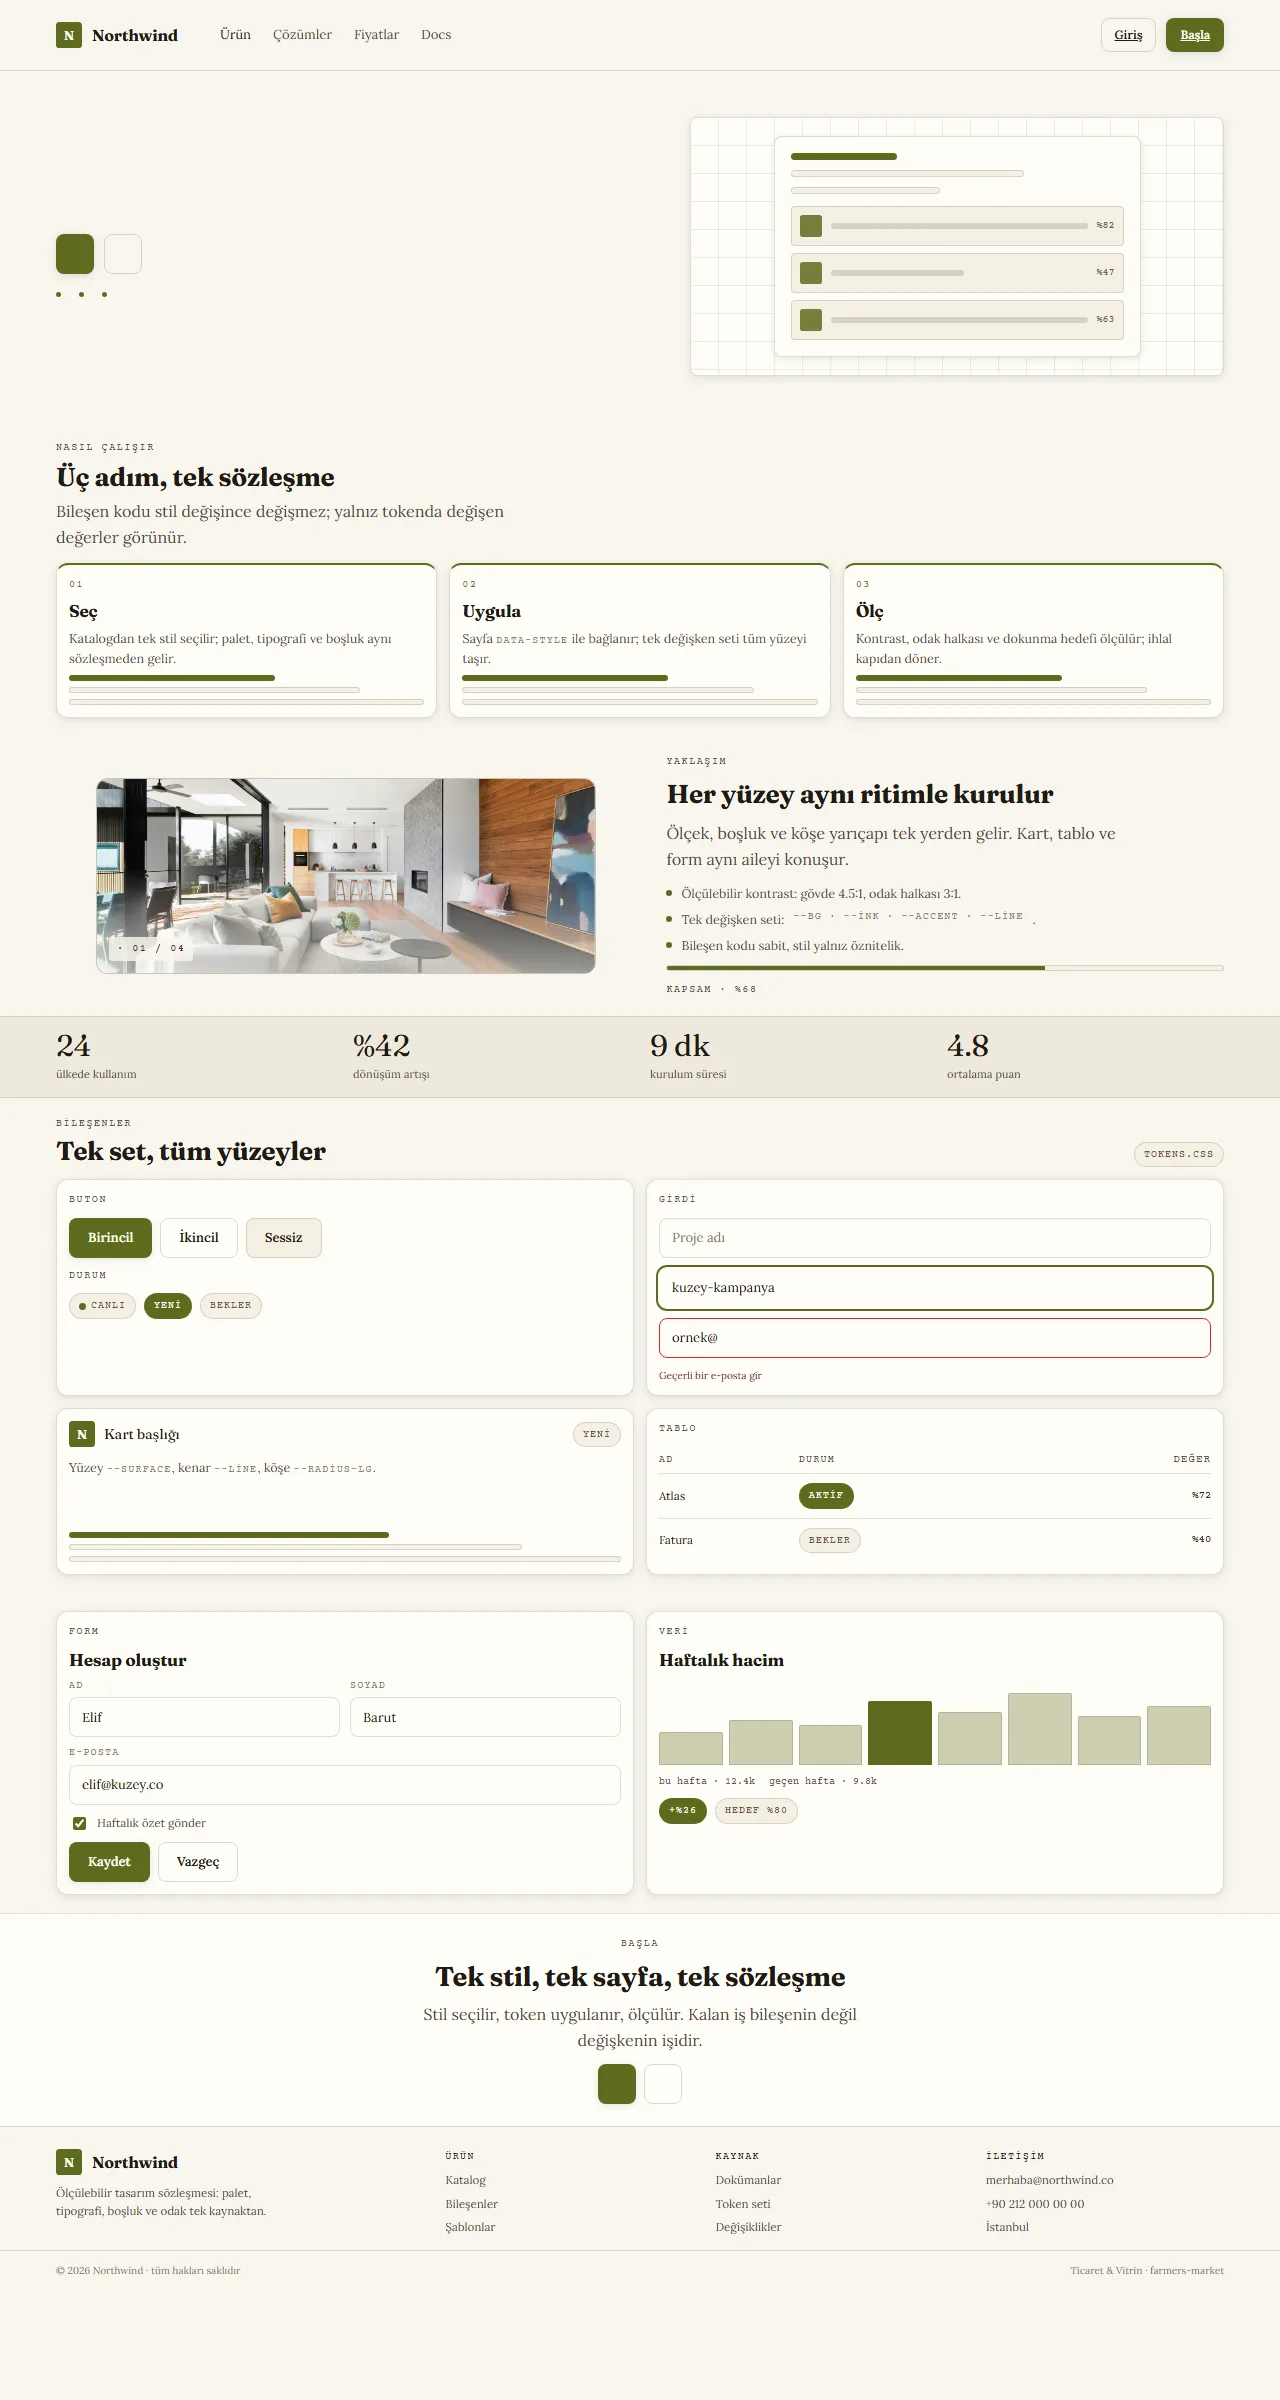 N Northwind Ürün Çözümler Fiyatlar Docs Giriş Başla
%82
%47
%63
NASIL ÇALIŞIR
Üç adım, tek sözleşme
Bileşen kodu stil değişince değişmez; yalnız tokenda değişen
değerler görünür.
01
Seç
Katalogdan tek stil seçilir; palet, tipografi ve boşluk aynı
sözleşmeden gelir.
02
Uygula
Sayfa DATA-STYLE ile bağlanır; tek değişken seti tüm yüzeyi
taşır.
03
Ölç
Kontrast, odak halkası ve dokunma hedefi ölçülür; ihlal
kapıdan döner.
· 01 / 04
YAKLAŞIM
Her yüzey aynı ritimle kurulur
Ölçek, boşluk ve köşe yarıçapı tek yerden gelir. Kart, tablo ve
form aynı aileyi konuşur.
Ölçülebilir kontrast: gövde 4.5:1, odak halkası 3:1.
Tek değişken seti: --BG · --İNK · --ACCENT · --LİNE .
Bileşen kodu sabit, stil yalnız öznitelik.
KAPSAM · %68
24
ülkede kullanım
%42
dönüşüm artışı
9 dk
kurulum süresi
4.8
ortalama puan
BİLEŞENLER
Tek set, tüm yüzeyler
TOKENS.CSS
BUTON
Birincil İkincil Sessiz
DURUM
CANLI YENİ BEKLER
GİRDİ
Proje adı
kuzey-kampanya
ornek@
Geçerli bir e-posta gir
N Kart başlığı YENİ
Yüzey --SURFACE, kenar --LİNE, köşe --RADİUS-LG.
TABLO
AD DURUM DEĞER
Atlas AKTİF %72
Fatura BEKLER %40
FORM
Hesap oluştur
AD SOYAD
Elif Barut
E-POSTA
elif@kuzey.co
Haftalık özet gönder
Kaydet Vazgeç
VERİ
Haftalık hacim
bu hafta · 12.4k geçen hafta · 9.8k
+%26 HEDEF %80
BAŞLA
Tek stil, tek sayfa, tek sözleşme
Stil seçilir, token uygulanır, ölçülür. Kalan iş bileşenin değil
değişkenin işidir.
N Northwind
Ölçülebilir tasarım sözleşmesi: palet,
tipografi, boşluk ve odak tek kaynaktan.
ÜRÜN
Katalog
Bileşenler
Şablonlar
KAYNAK
Dokümanlar
Token seti
Değişiklikler
İLETİŞİM
merhaba@northwind.co
+90 212 000 00 00
İstanbul
© 2026 Northwind · tüm hakları saklıdır
Ticaret & Vitrin · farmers-market